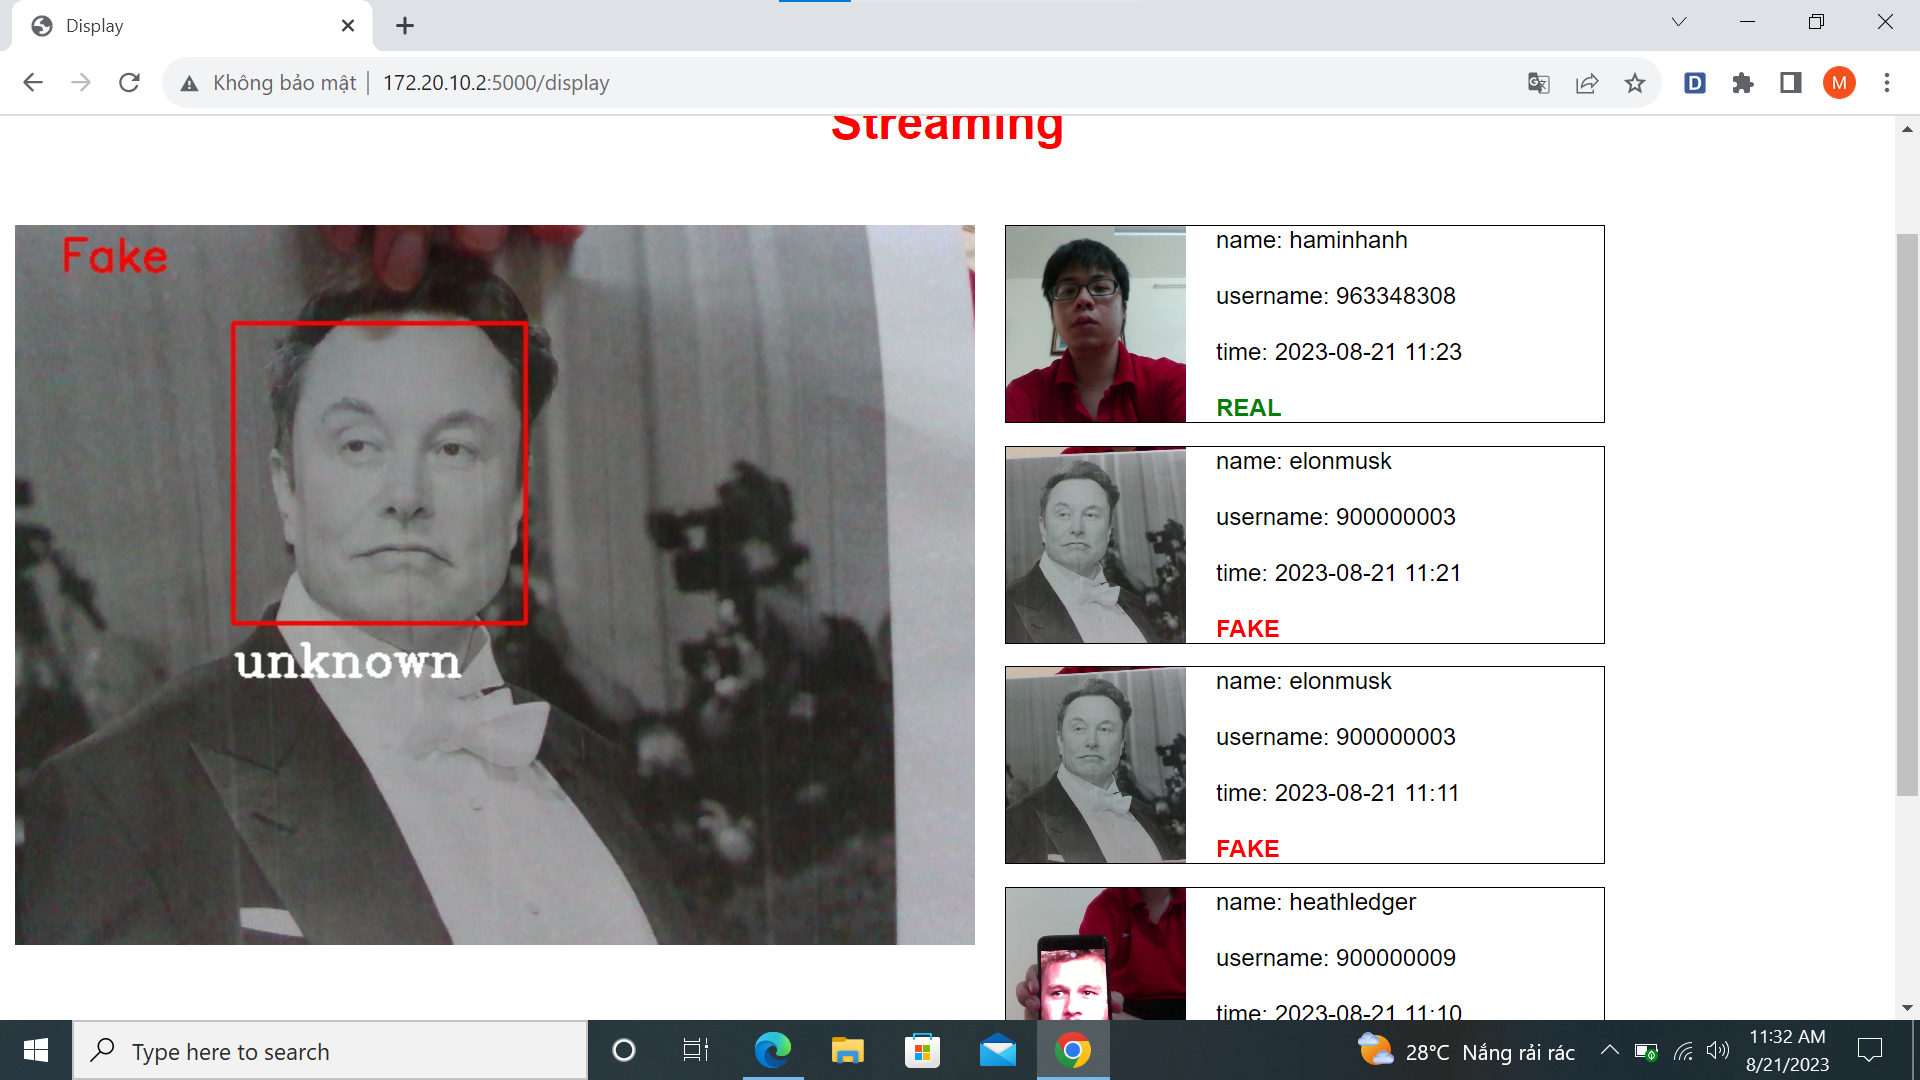 Display
Không bảo mật
172.20.10.2:5000/display
M
Streaming
Fake
unknown
name: haminhanh
username: 963348308
time: 2023-08-21 11:23
REAL
name: elonmusk
username: 900000003
time: 2023-08-21 11:21
FAKE
name: elonmusk
username: 900000003
time: 2023-08-21 11:11
FAKE
name: heathledger
username: 900000009
time: 2023-08-21 11:10
Type here to search
28°C Nắng rải rác
11:32 AM
8/21/2023